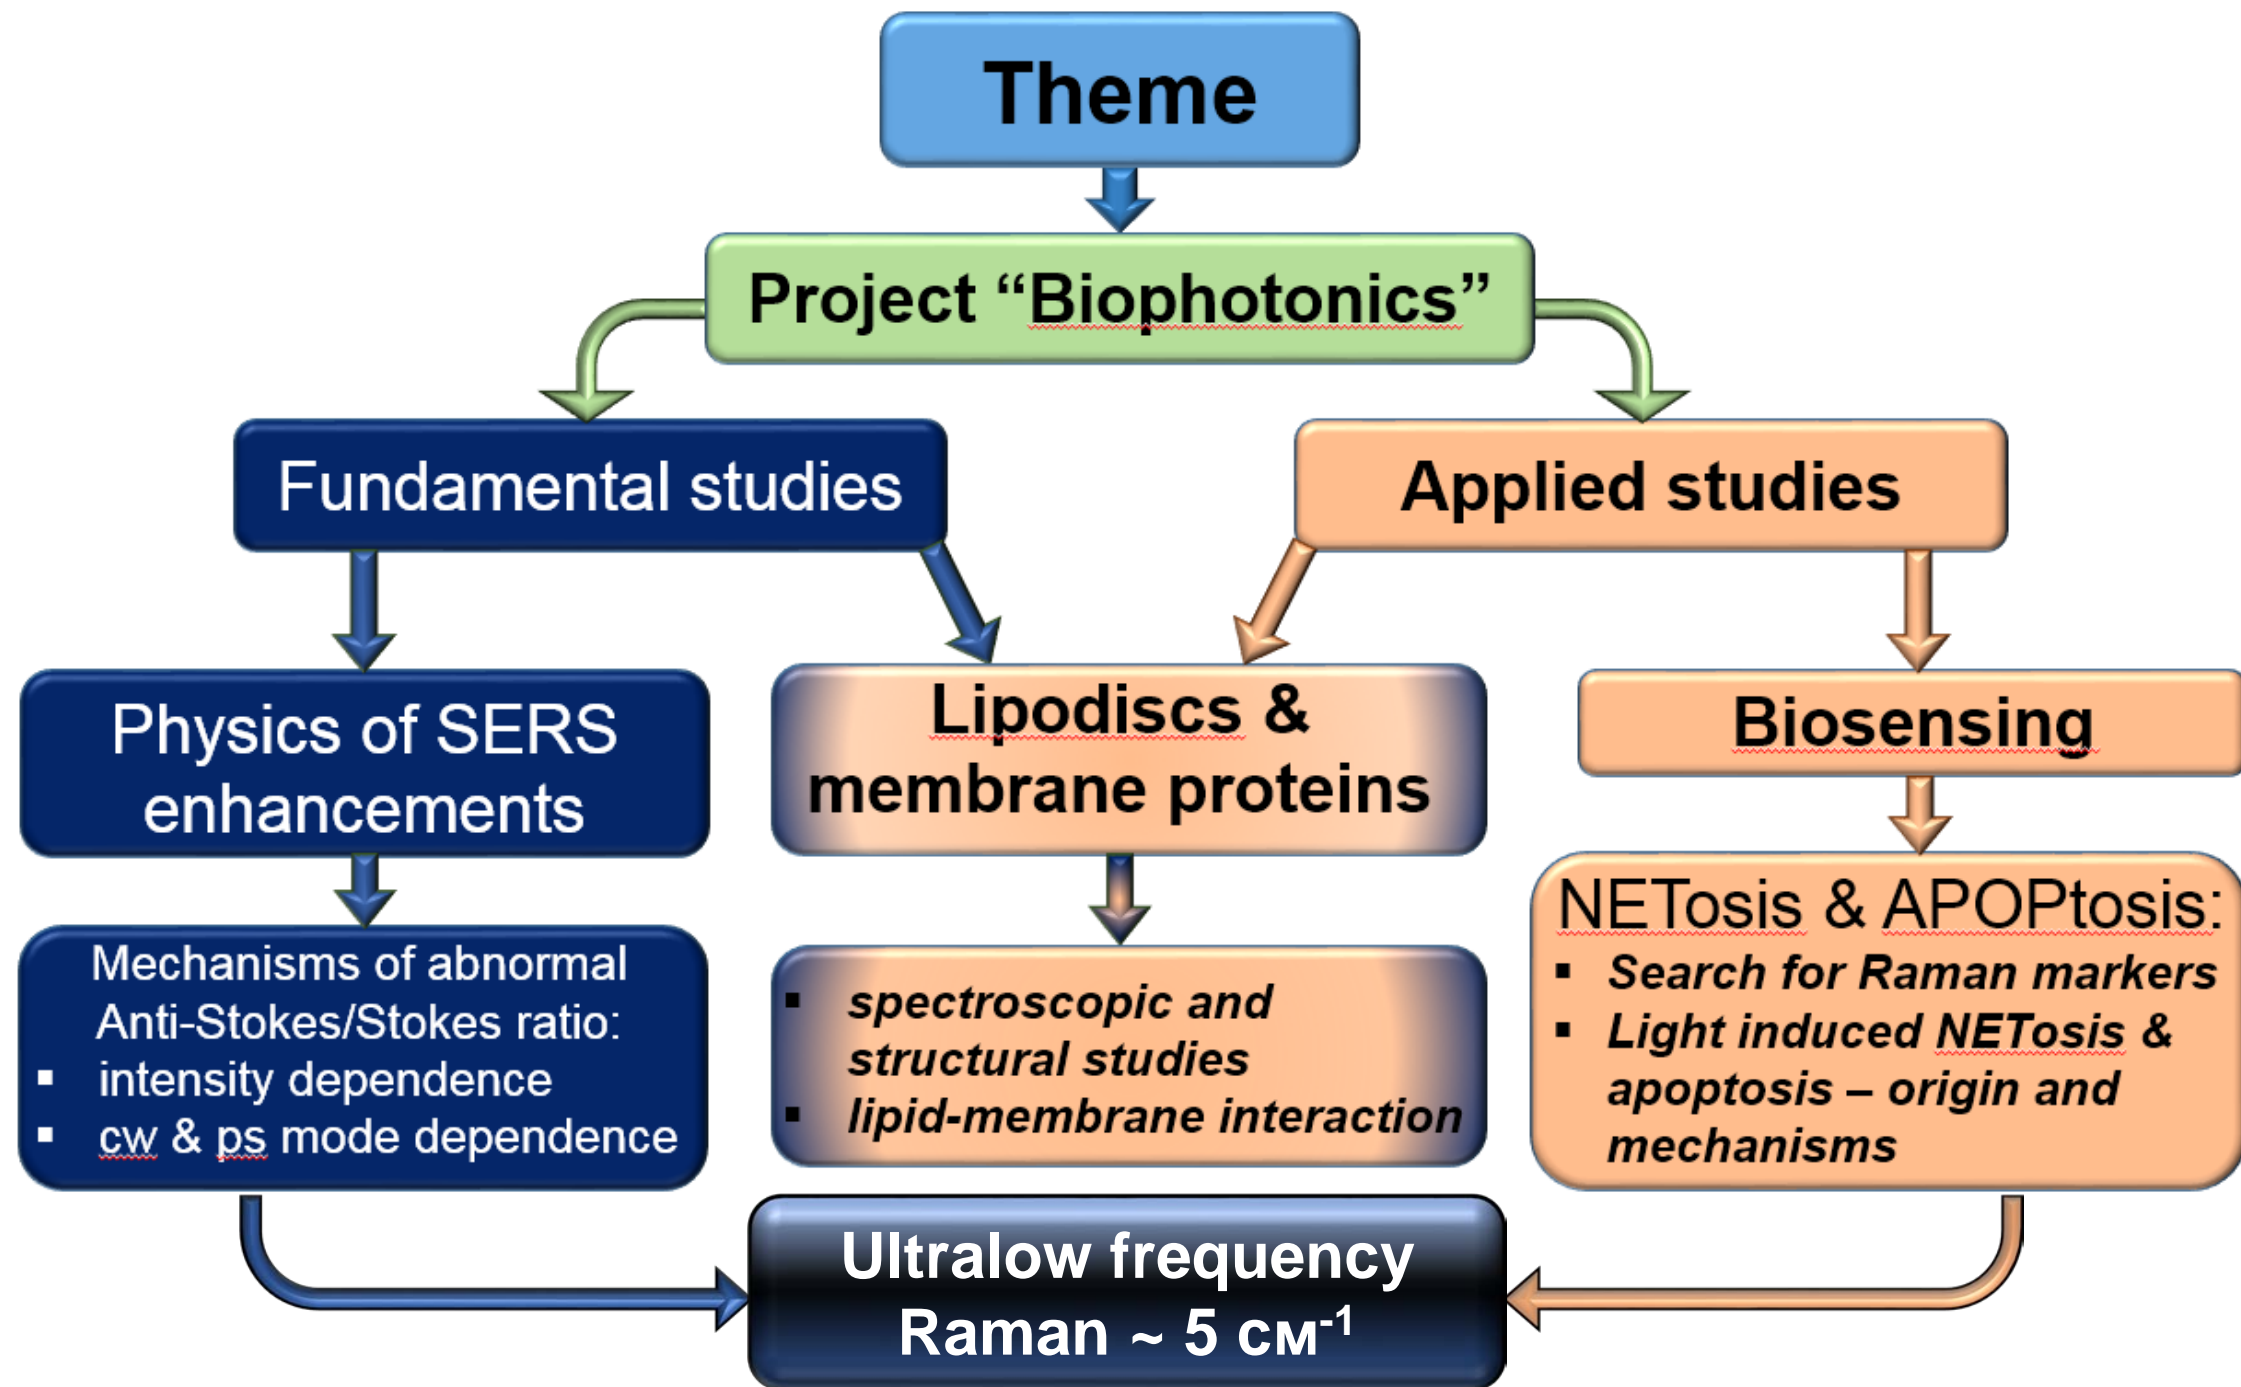 Theme
Project “Biophotonics”
Fundamental studies
Applied studies
Physics of SERS
enhancements
Lipodiscs &
membrane proteins
Biosensing
Mechanisms of abnormal
Anti-Stokes/Stokes ratio:
▪ intensity dependence
▪ cw & ps mode dependence
▪ spectroscopic and
structural studies
▪ lipid-membrane interaction
NETosis & APOPtosis:
▪ Search for Raman markers
▪ Light induced NETosis &
apoptosis – origin and
mechanisms
Ultralow frequency
Raman ~ 5 см⁻¹